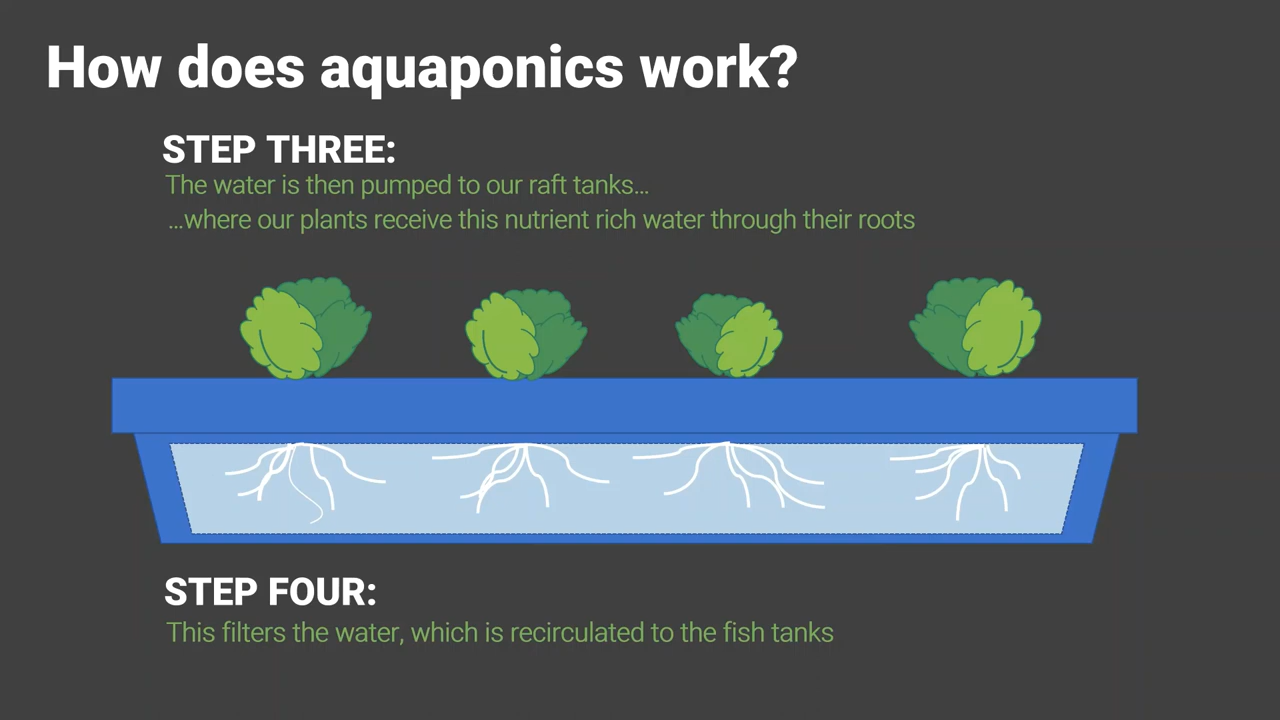 How does aquaponics work?
STEP THREE:
The water is then pumped to our raft tanks...
...where our plants receive this nutrient rich water through their roots
STEP FOUR:
This filters the water, which is recirculated to the fish tanks